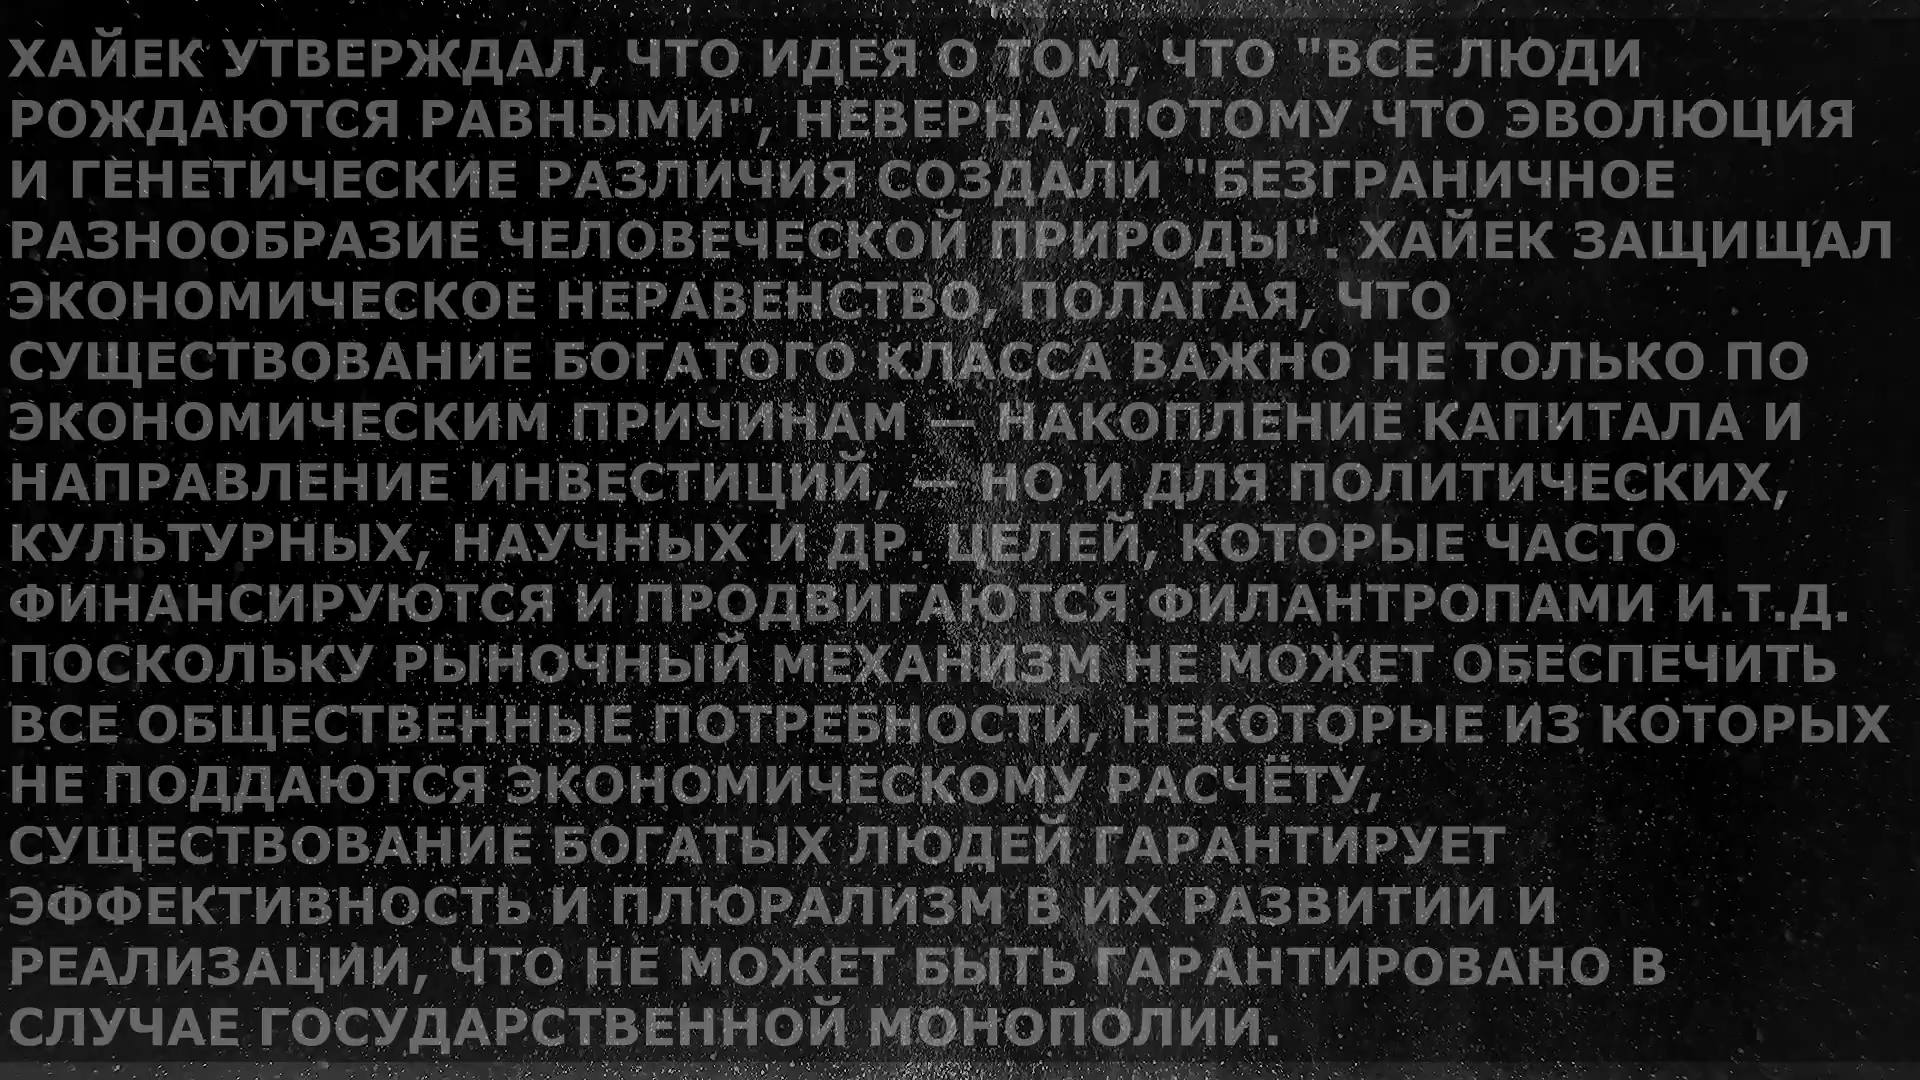 ХАЙЕК УТВЕРЖДАЛ, ЧТО ИДЕЯ О ТОМ, ЧТО "ВСЕ ЛЮДИ
РОЖДАЮТСЯ РАВНЫМИ", НЕВЕРНА, ПОТОМУ ЧТО ЭВОЛЮЦИЯ
И ГЕНЕТИЧЕСКИЕ РАЗЛИЧИЯ СОЗДАЛИ "БЕЗГРАНИЧНОЕ
РАЗНООБРАЗИЕ ЧЕЛОВЕЧЕСКОЙ ПРИРОДЫ". ХАЙЕК ЗАЩИЩАЛ
ЭКОНОМИЧЕСКОЕ НЕРАВЕНСТВО, ПОЛАГАЯ, ЧТО
СУЩЕСТВОВАНИЕ БОГАТОГО КЛАССА ВАЖНО НЕ ТОЛЬКО ПО
ЭКОНОМИЧЕСКИМ ПРИЧИНАМ — НАКОПЛЕНИЕ КАПИТАЛА И
НАПРАВЛЕНИЕ ИНВЕСТИЦИЙ, — НО И ДЛЯ ПОЛИТИЧЕСКИХ,
КУЛЬТУРНЫХ, НАУЧНЫХ И ДР. ЦЕЛЕЙ, КОТОРЫЕ ЧАСТО
ФИНАНСИРУЮТСЯ И ПРОДВИГАЮТСЯ ФИЛАНТРОПАМИ И.Т.Д.
ПОСКОЛЬКУ РЫНОЧНЫЙ МЕХАНИЗМ НЕ МОЖЕТ ОБЕСПЕЧИТЬ
ВСЕ ОБЩЕСТВЕННЫЕ ПОТРЕБНОСТИ, НЕКОТОРЫЕ ИЗ КОТОРЫХ
НЕ ПОДДАЮТСЯ ЭКОНОМИЧЕСКОМУ РАСЧЁТУ,
СУЩЕСТВОВАНИЕ БОГАТЫХ ЛЮДЕЙ ГАРАНТИРУЕТ
ЭФФЕКТИВНОСТЬ И ПЛЮРАЛИЗМ В ИХ РАЗВИТИИ И
РЕАЛИЗАЦИИ, ЧТО НЕ МОЖЕТ БЫТЬ ГАРАНТИРОВАНО В
СЛУЧАЕ ГОСУДАРСТВЕННОЙ МОНОПОЛИИ.